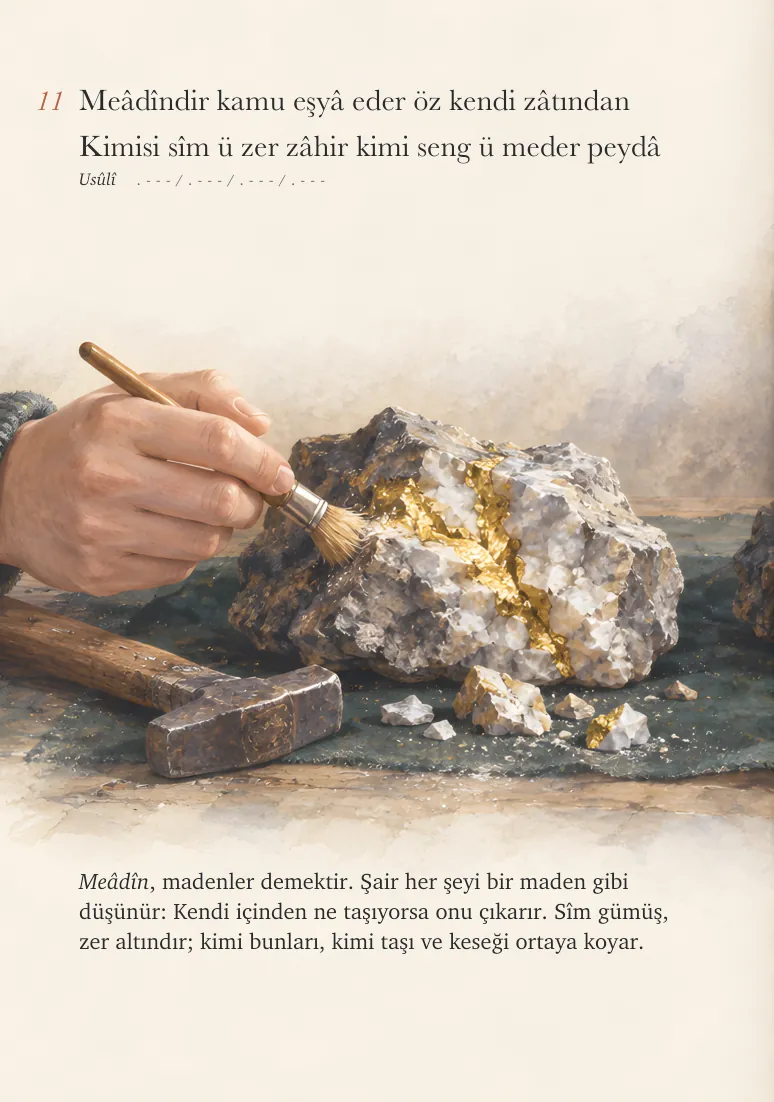 11 Meâdîndir kamu eşyâ eder öz kendi zâtından
Kimisi sîm ü zer zâhir kimi seng ü meder peydâ
Usûlî . - - - / . - - - / . - - - / . - - -
Meâdîn, madenler demektir. Şair her şeyi bir maden gibi
düşünür: Kendi içinden ne taşıyorsa onu çıkarır. Sîm gümüş,
zer altındır; kimi bunları, kimi taşı ve keseği ortaya koyar.